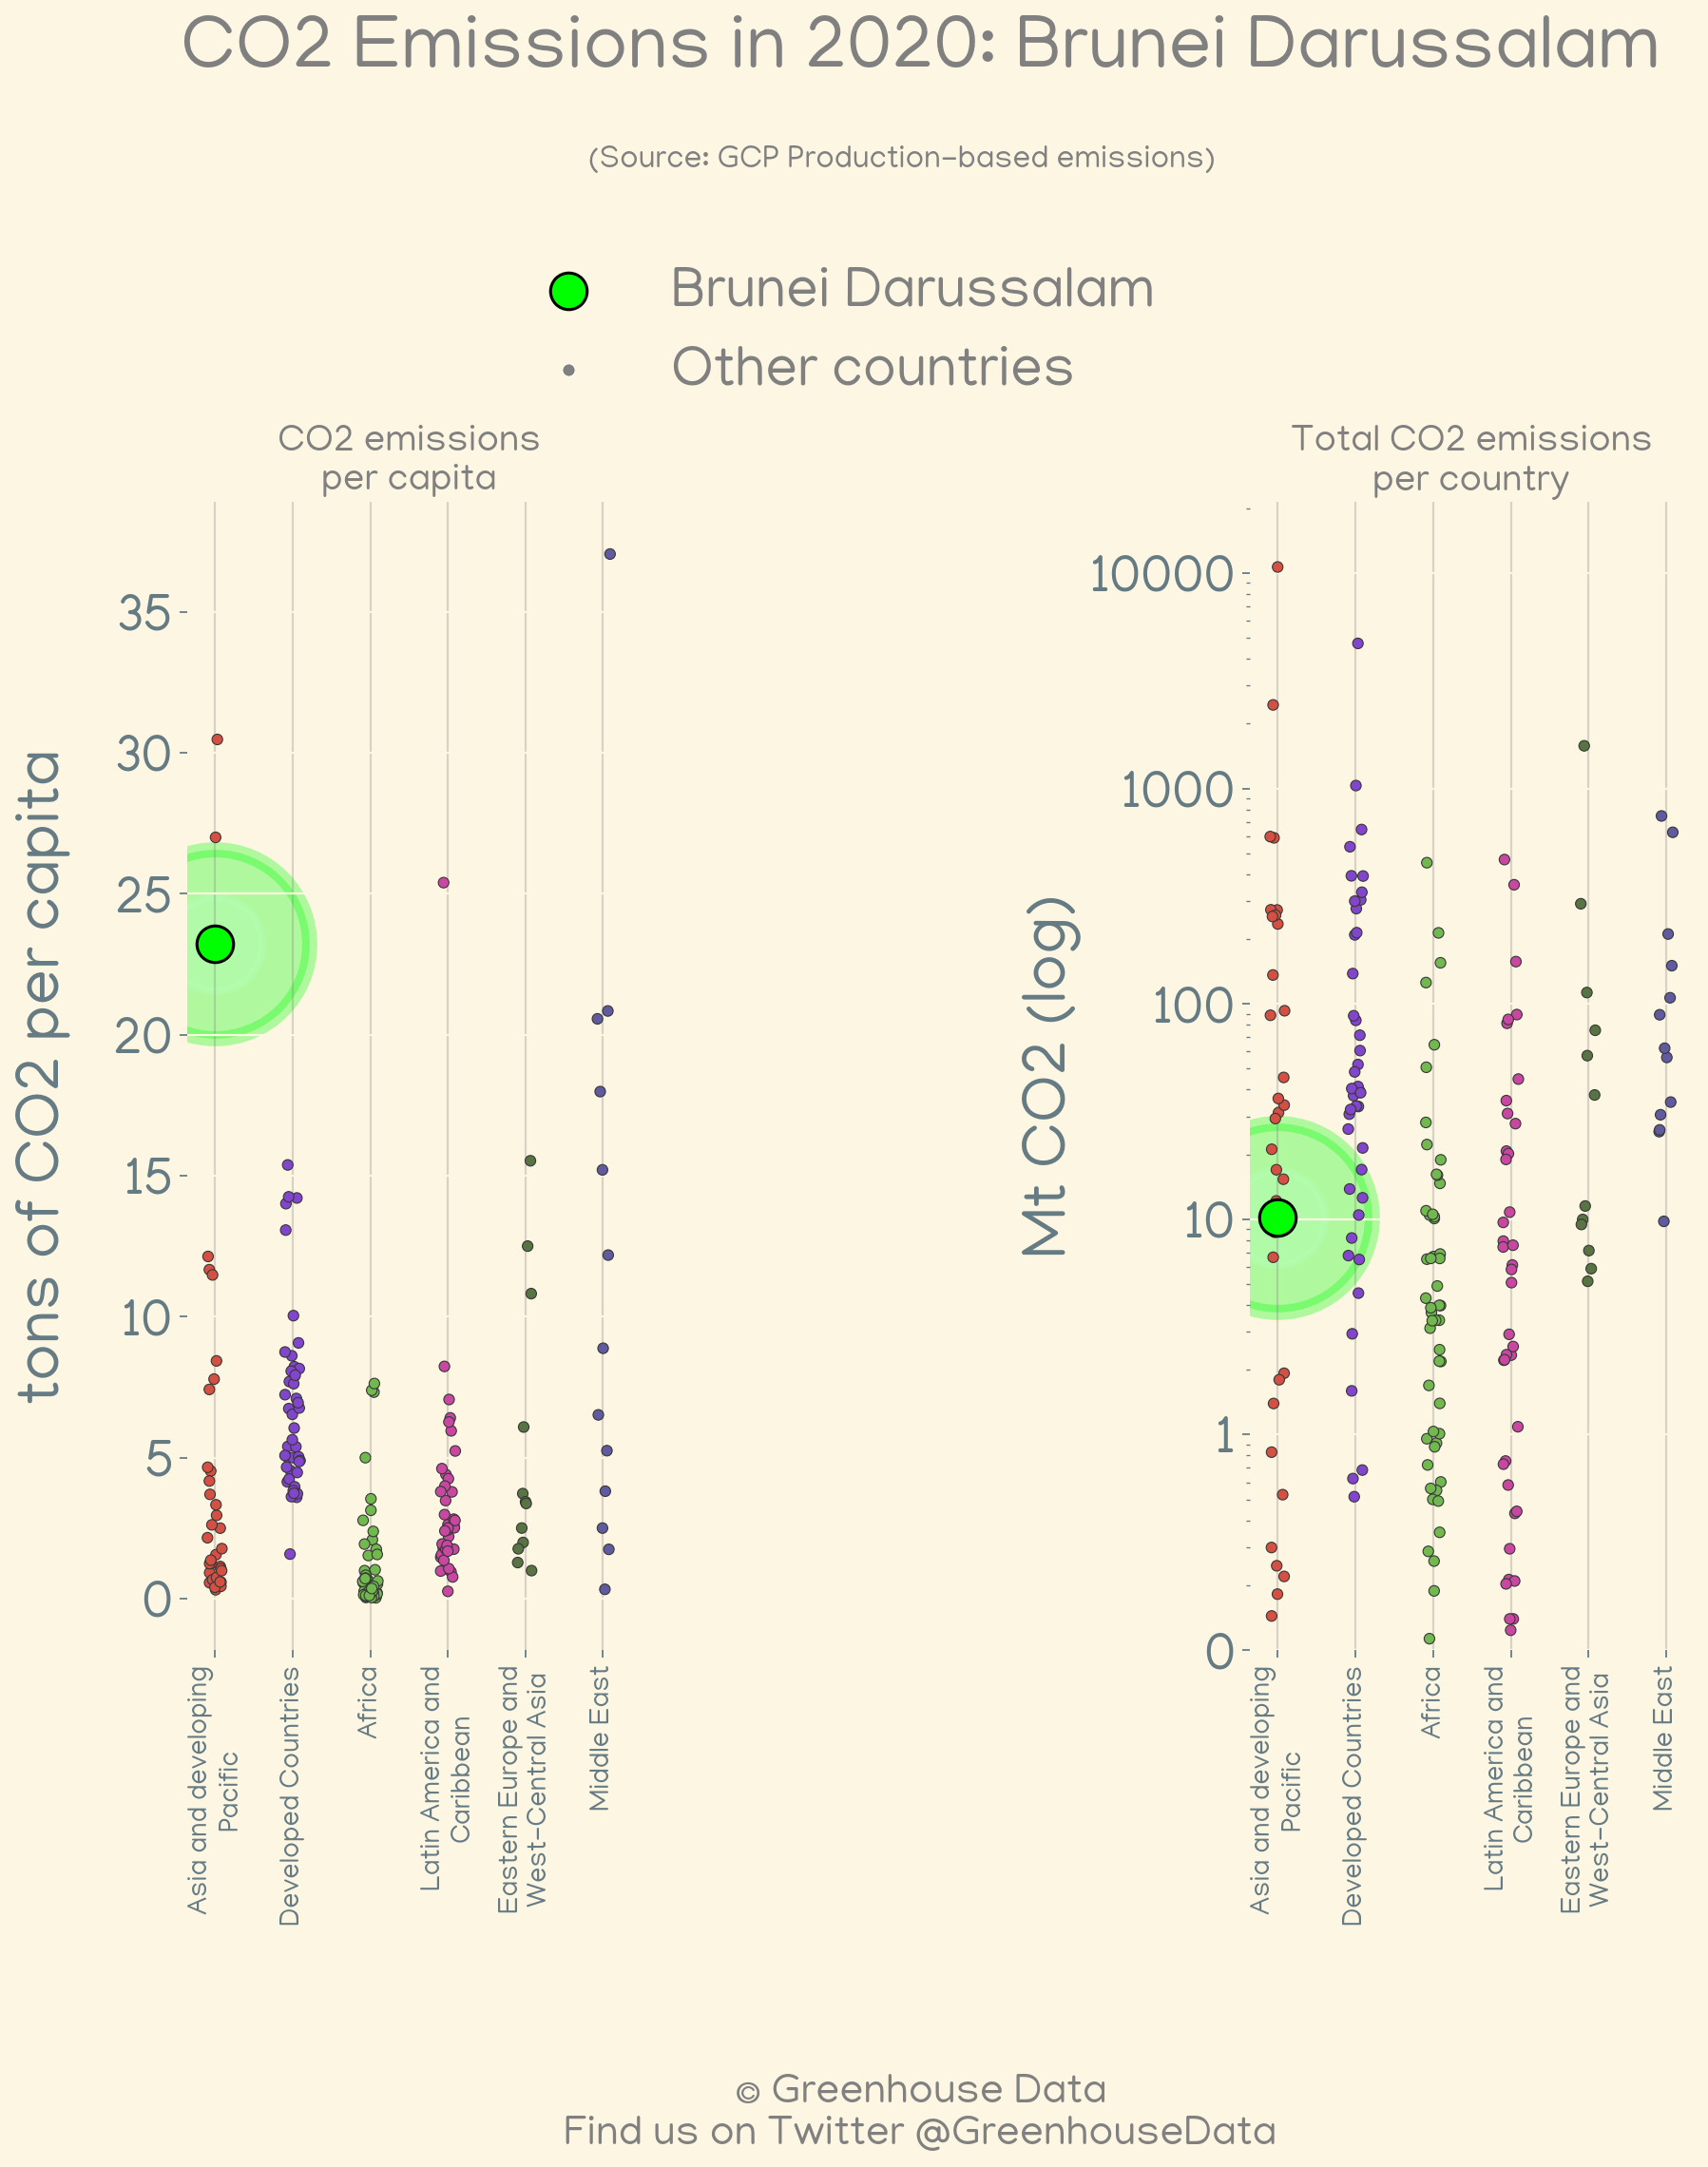 CO2 Emissions in 2020: Brunei Darussalam
(Source: GCP Production-based emissions)
Brunei Darussalam
Other countries
CO2 emissions
per capita
tons of CO2 per capita
35
30
25
20
15
10
5
0
Asia and developing
Pacific
Developed Countries
Africa
Latin America and
Caribbean
Eastern Europe and
West-Central Asia
Middle East
Total CO2 emissions
per country
Mt CO2 (log)
10000
1000
100
10
1
0
Asia and developing
Pacific
Developed Countries
Africa
Latin America and
Caribbean
Eastern Europe and
West-Central Asia
Middle East
© Greenhouse Data
Find us on Twitter @GreenhouseData